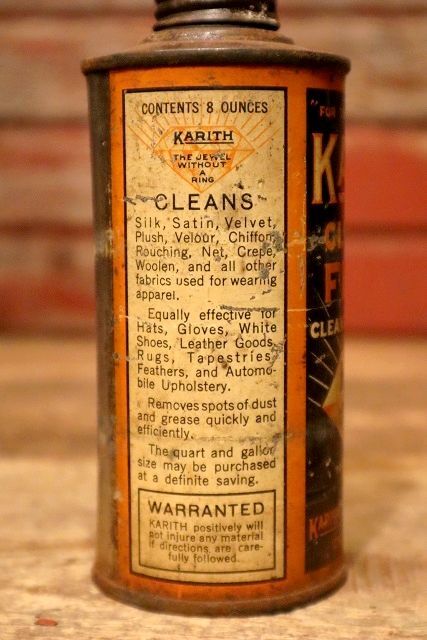 CONTENTS 8 OUNCES
KARITH
THE JEWEL
WITHOUT
A
RING
CLEANS
Silk, Satin, Velvet,
Plush, Velour, Chiffon,
Rouching, Net, Crepe,
Woolen, and all other
fabrics used for wearing
apparel.
Equally effective for
Hats, Gloves, White
Shoes, Leather Goods,
Rugs, Tapestries,
Feathers, and Automo-
bile Upholstery.
Removes spots of dust
and grease quickly and
efficiently.
The quart and gallon
size may be purchased
at a definite saving.
WARRANTED
KARITH positively will
not injure any material
if directions are care-
fully followed.
"FOR
CLEA